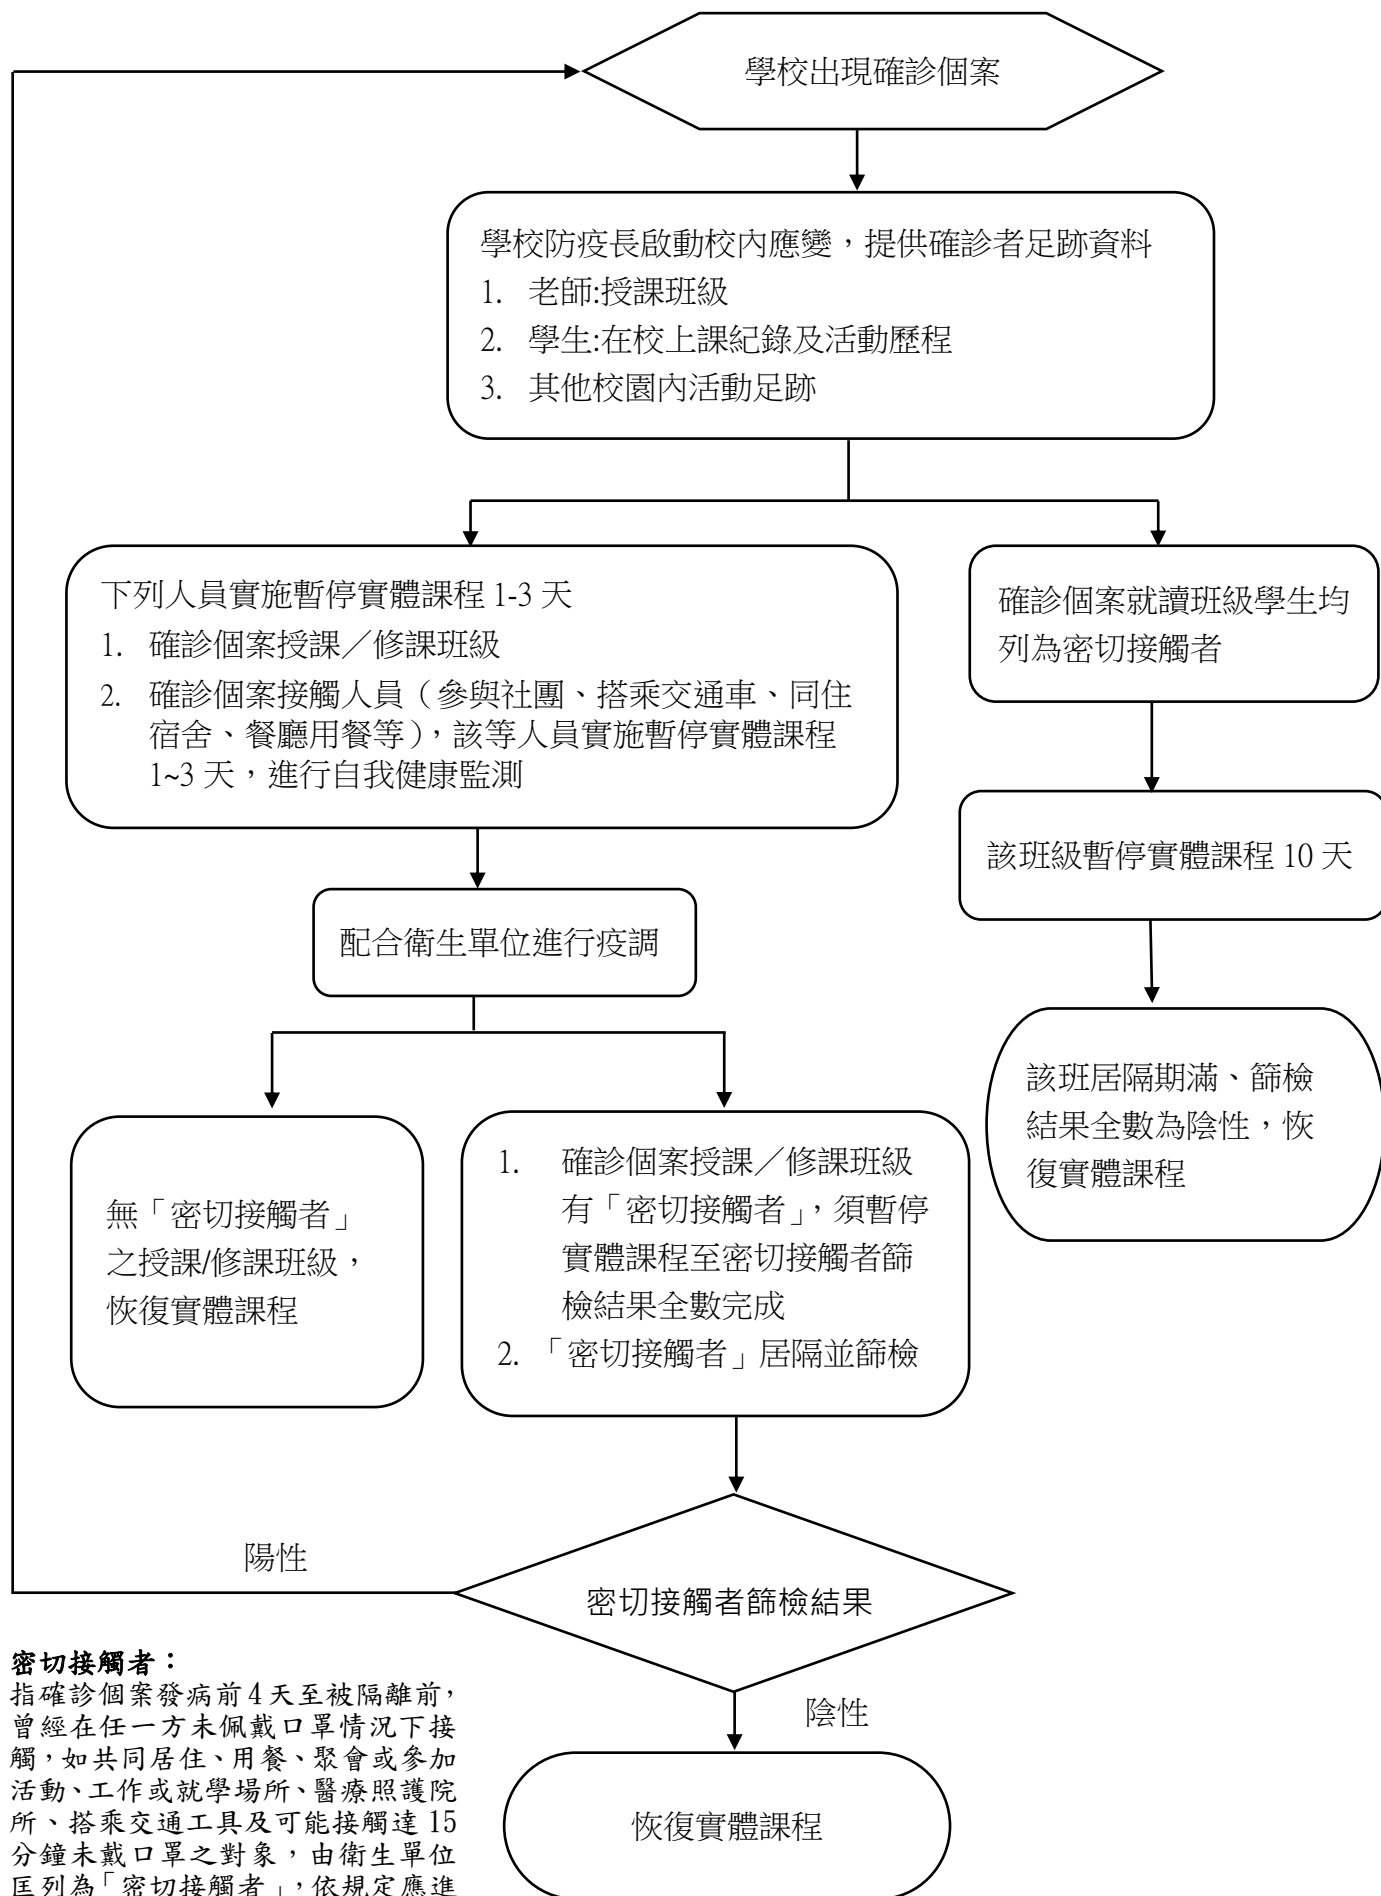 學校出現確診個案
學校防疫長啟動校內應變，提供確診者足跡資料
1. 老師:授課班級
2. 學生:在校上課紀錄及活動歷程
3. 其他校園內活動足跡
下列人員實施暫停實體課程 1-3 天
1. 確診個案授課／修課班級
2. 確診個案接觸人員（參與社團、搭乘交通車、同住
宿舍、餐廳用餐等），該等人員實施暫停實體課程
1~3 天，進行自我健康監測
確診個案就讀班級學生均
列為密切接觸者
該班級暫停實體課程 10 天
配合衛生單位進行疫調
該班居隔期滿、篩檢
結果全數為陰性，恢
復實體課程
無「密切接觸者」
之授課/修課班級，
恢復實體課程
1. 確診個案授課／修課班級
有「密切接觸者」，須暫停
實體課程至密切接觸者篩
檢結果全數完成
2. 「密切接觸者」居隔並篩檢
陽性
密切接觸者篩檢結果
陰性
恢復實體課程
密切接觸者：
指確診個案發病前 4 天至被隔離前，
曾經在任一方未佩戴口罩情況下接
觸，如共同居住、用餐、聚會或參加
活動、工作或就學場所、醫療照護院
所、搭乘交通工具及可能接觸達 15
分鐘未戴口罩之對象，由衛生單位
匡列為「密切接觸者」，依規定應進